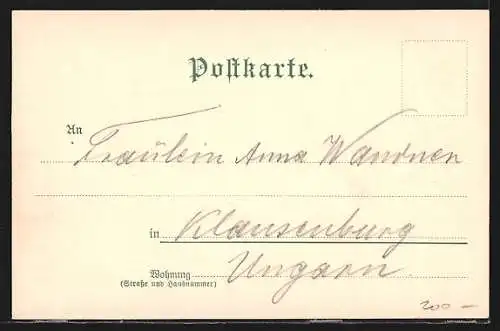 Postkarte.
An
Fräulein Anna Wandner
in Klausenburg
Wohnung
(Straße und Hausnummer)
Ungarn.
200 –